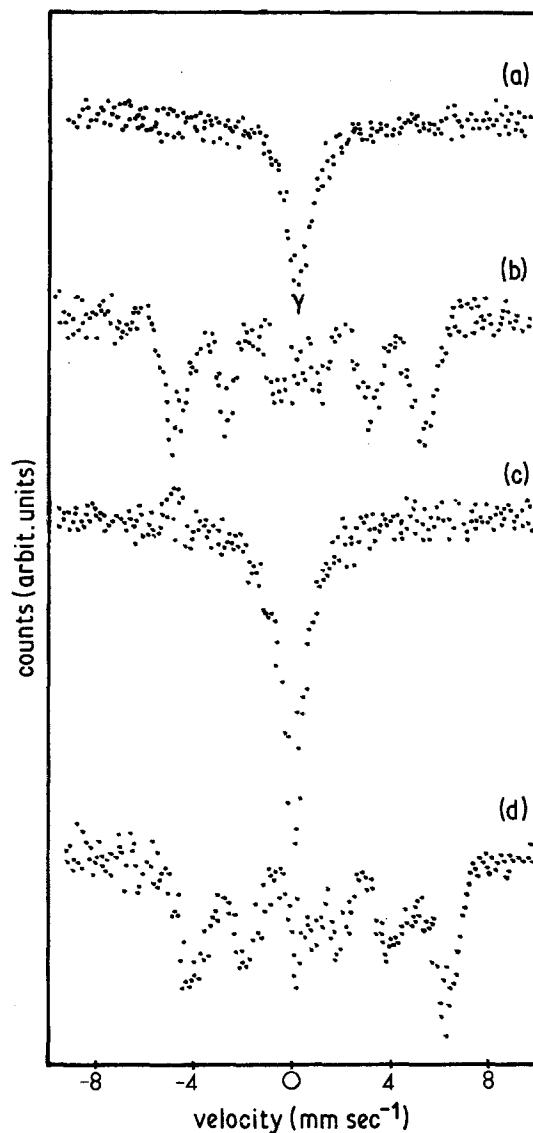 (a)
(b)
Y
(c)
(d)
counts (arbit. units)
-8
-4
0
4
8
velocity (mm sec⁻¹)